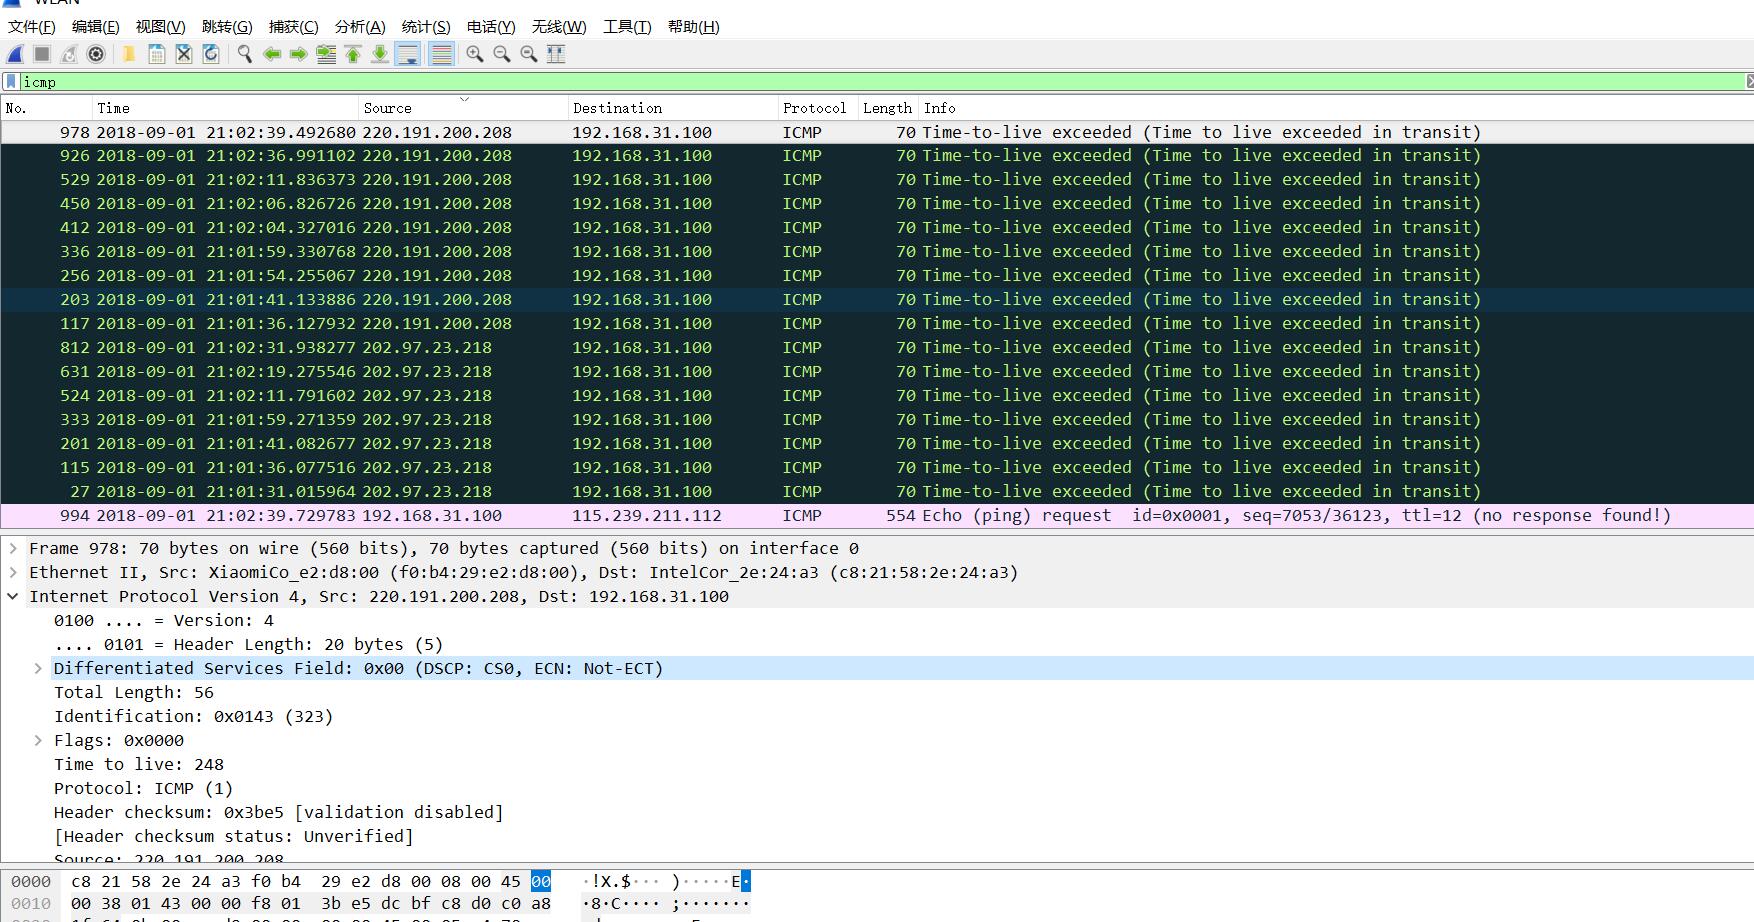 WLAN
文件(F) 编辑(E) 视图(V) 跳转(G) 捕获(C) 分析(A) 统计(S) 电话(Y) 无线(W) 工具(T) 帮助(H)
icmp
No. Time Source Destination Protocol Length Info
978 2018-09-01 21:02:39.492680 220.191.200.208 192.168.31.100 ICMP 70 Time-to-live exceeded (Time to live exceeded in transit)
926 2018-09-01 21:02:36.991102 220.191.200.208 192.168.31.100 ICMP 70 Time-to-live exceeded (Time to live exceeded in transit)
529 2018-09-01 21:02:11.836373 220.191.200.208 192.168.31.100 ICMP 70 Time-to-live exceeded (Time to live exceeded in transit)
450 2018-09-01 21:02:06.826726 220.191.200.208 192.168.31.100 ICMP 70 Time-to-live exceeded (Time to live exceeded in transit)
412 2018-09-01 21:02:04.327016 220.191.200.208 192.168.31.100 ICMP 70 Time-to-live exceeded (Time to live exceeded in transit)
336 2018-09-01 21:01:59.330768 220.191.200.208 192.168.31.100 ICMP 70 Time-to-live exceeded (Time to live exceeded in transit)
256 2018-09-01 21:01:54.255067 220.191.200.208 192.168.31.100 ICMP 70 Time-to-live exceeded (Time to live exceeded in transit)
203 2018-09-01 21:01:41.133886 220.191.200.208 192.168.31.100 ICMP 70 Time-to-live exceeded (Time to live exceeded in transit)
117 2018-09-01 21:01:36.127932 220.191.200.208 192.168.31.100 ICMP 70 Time-to-live exceeded (Time to live exceeded in transit)
812 2018-09-01 21:02:31.938277 202.97.23.218 192.168.31.100 ICMP 70 Time-to-live exceeded (Time to live exceeded in transit)
631 2018-09-01 21:02:19.275546 202.97.23.218 192.168.31.100 ICMP 70 Time-to-live exceeded (Time to live exceeded in transit)
524 2018-09-01 21:02:11.791602 202.97.23.218 192.168.31.100 ICMP 70 Time-to-live exceeded (Time to live exceeded in transit)
333 2018-09-01 21:01:59.271359 202.97.23.218 192.168.31.100 ICMP 70 Time-to-live exceeded (Time to live exceeded in transit)
201 2018-09-01 21:01:41.082677 202.97.23.218 192.168.31.100 ICMP 70 Time-to-live exceeded (Time to live exceeded in transit)
115 2018-09-01 21:01:36.077516 202.97.23.218 192.168.31.100 ICMP 70 Time-to-live exceeded (Time to live exceeded in transit)
27 2018-09-01 21:01:31.015964 202.97.23.218 192.168.31.100 ICMP 70 Time-to-live exceeded (Time to live exceeded in transit)
994 2018-09-01 21:02:39.729783 192.168.31.100 115.239.211.112 ICMP 554 Echo (ping) request id=0x0001, seq=7053/36123, ttl=12 (no response found!)
Frame 978: 70 bytes on wire (560 bits), 70 bytes captured (560 bits) on interface 0
Ethernet II, Src: XiaomiCo_e2:d8:00 (f0:b4:29:e2:d8:00), Dst: IntelCor_2e:24:a3 (c8:21:58:2e:24:a3)
Internet Protocol Version 4, Src: 220.191.200.208, Dst: 192.168.31.100
0100 .... = Version: 4
.... 0101 = Header Length: 20 bytes (5)
Differentiated Services Field: 0x00 (DSCP: CS0, ECN: Not-ECT)
Total Length: 56
Identification: 0x0143 (323)
Flags: 0x0000
Time to live: 248
Protocol: ICMP (1)
Header checksum: 0x3be5 [validation disabled]
[Header checksum status: Unverified]
Source: 220.191.200.208
0000 c8 21 58 2e 24 a3 f0 b4 29 e2 d8 00 08 00 45 00 ·!X.$··· )·····E·
0010 00 38 01 43 00 00 f8 01 3b e5 dc bf c8 d0 c0 a8 ·8·C···· ;·······